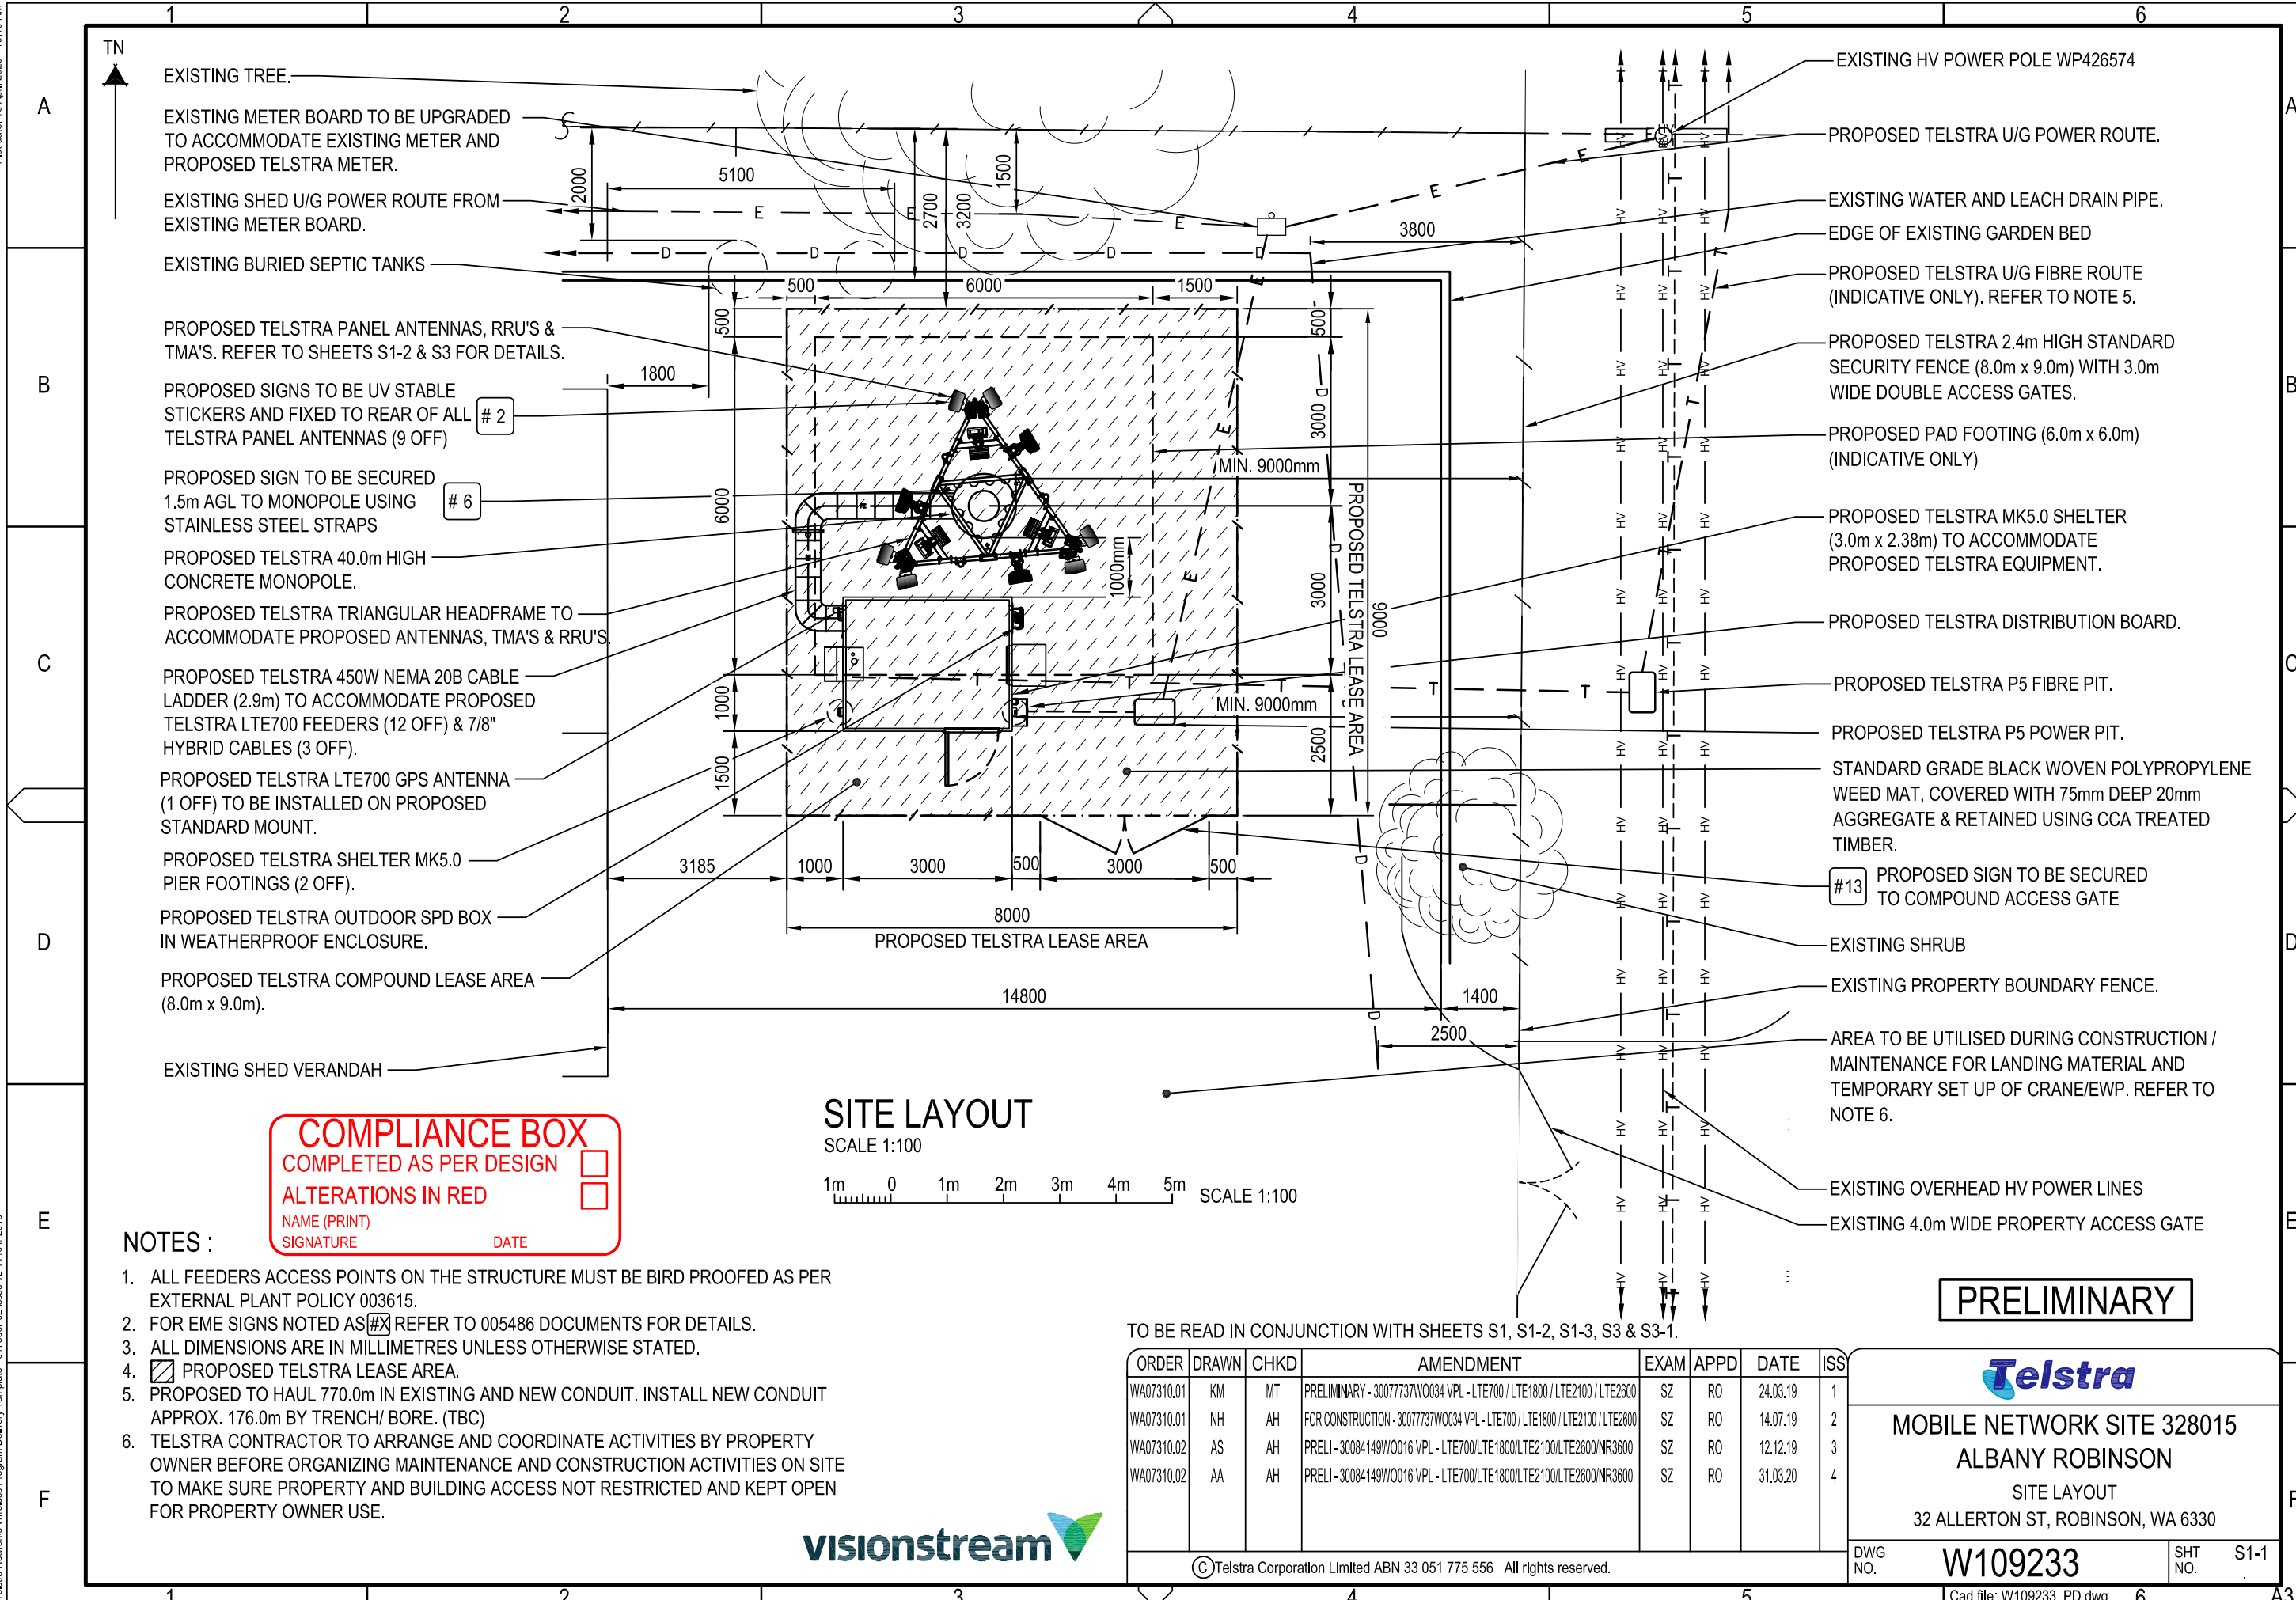 1 2 3 4 5 6
TN
A
B
C
D
E
F
EXISTING TREE.
EXISTING METER BOARD TO BE UPGRADED
TO ACCOMMODATE EXISTING METER AND
PROPOSED TELSTRA METER.
EXISTING SHED U/G POWER ROUTE FROM
EXISTING METER BOARD.
EXISTING BURIED SEPTIC TANKS
PROPOSED TELSTRA PANEL ANTENNAS, RRU'S &
TMA'S. REFER TO SHEETS S1-2 & S3 FOR DETAILS.
PROPOSED SIGNS TO BE UV STABLE
STICKERS AND FIXED TO REAR OF ALL # 2
TELSTRA PANEL ANTENNAS (9 OFF)
PROPOSED SIGN TO BE SECURED
1.5m AGL TO MONOPOLE USING # 6
STAINLESS STEEL STRAPS
PROPOSED TELSTRA 40.0m HIGH
CONCRETE MONOPOLE.
PROPOSED TELSTRA TRIANGULAR HEADFRAME TO
ACCOMMODATE PROPOSED ANTENNAS, TMA'S & RRU'S.
PROPOSED TELSTRA 450W NEMA 20B CABLE
LADDER (2.9m) TO ACCOMMODATE PROPOSED
TELSTRA LTE700 FEEDERS (12 OFF) & 7/8"
HYBRID CABLES (3 OFF).
PROPOSED TELSTRA LTE700 GPS ANTENNA
(1 OFF) TO BE INSTALLED ON PROPOSED
STANDARD MOUNT.
PROPOSED TELSTRA SHELTER MK5.0
PIER FOOTINGS (2 OFF).
PROPOSED TELSTRA OUTDOOR SPD BOX
IN WEATHERPROOF ENCLOSURE.
PROPOSED TELSTRA COMPOUND LEASE AREA
(8.0m x 9.0m).
EXISTING SHED VERANDAH
2000
5100
2700
3200
1500
3800
500 6000 1500
500
500
1800
6000
3000
MIN. 9000mm
1000mm
3000
9000
PROPOSED TELSTRA LEASE AREA
1000
MIN. 9000mm
1500
2500
3185 1000 3000 500 3000 500
8000
PROPOSED TELSTRA LEASE AREA
14800 1400
2500
EXISTING HV POWER POLE WP426574
PROPOSED TELSTRA U/G POWER ROUTE.
EXISTING WATER AND LEACH DRAIN PIPE.
EDGE OF EXISTING GARDEN BED
PROPOSED TELSTRA U/G FIBRE ROUTE
(INDICATIVE ONLY). REFER TO NOTE 5.
PROPOSED TELSTRA 2.4m HIGH STANDARD
SECURITY FENCE (8.0m x 9.0m) WITH 3.0m
WIDE DOUBLE ACCESS GATES.
PROPOSED PAD FOOTING (6.0m x 6.0m)
(INDICATIVE ONLY)
PROPOSED TELSTRA MK5.0 SHELTER
(3.0m x 2.38m) TO ACCOMMODATE
PROPOSED TELSTRA EQUIPMENT.
PROPOSED TELSTRA DISTRIBUTION BOARD.
PROPOSED TELSTRA P5 FIBRE PIT.
PROPOSED TELSTRA P5 POWER PIT.
STANDARD GRADE BLACK WOVEN POLYPROPYLENE
WEED MAT, COVERED WITH 75mm DEEP 20mm
AGGREGATE & RETAINED USING CCA TREATED
TIMBER.
#13 PROPOSED SIGN TO BE SECURED
TO COMPOUND ACCESS GATE
EXISTING SHRUB
EXISTING PROPERTY BOUNDARY FENCE.
AREA TO BE UTILISED DURING CONSTRUCTION /
MAINTENANCE FOR LANDING MATERIAL AND
TEMPORARY SET UP OF CRANE/EWP. REFER TO
NOTE 6.
EXISTING OVERHEAD HV POWER LINES
EXISTING 4.0m WIDE PROPERTY ACCESS GATE
SITE LAYOUT
SCALE 1:100
1m 0 1m 2m 3m 4m 5m SCALE 1:100
COMPLIANCE BOX
COMPLETED AS PER DESIGN
ALTERATIONS IN RED
NAME (PRINT)
SIGNATURE DATE
NOTES :
1. ALL FEEDERS ACCESS POINTS ON THE STRUCTURE MUST BE BIRD PROOFED AS PER
EXTERNAL PLANT POLICY 003615.
2. FOR EME SIGNS NOTED AS #X REFER TO 005486 DOCUMENTS FOR DETAILS.
3. ALL DIMENSIONS ARE IN MILLIMETRES UNLESS OTHERWISE STATED.
4. PROPOSED TELSTRA LEASE AREA.
5. PROPOSED TO HAUL 770.0m IN EXISTING AND NEW CONDUIT. INSTALL NEW CONDUIT
APPROX. 176.0m BY TRENCH/ BORE. (TBC)
6. TELSTRA CONTRACTOR TO ARRANGE AND COORDINATE ACTIVITIES BY PROPERTY
OWNER BEFORE ORGANIZING MAINTENANCE AND CONSTRUCTION ACTIVITIES ON SITE
TO MAKE SURE PROPERTY AND BUILDING ACCESS NOT RESTRICTED AND KEPT OPEN
FOR PROPERTY OWNER USE.
visionstream
PRELIMINARY
TO BE READ IN CONJUNCTION WITH SHEETS S1, S1-2, S1-3, S3 & S3-1.
ORDER DRAWN CHKD AMENDMENT EXAM APPD DATE ISS
WA07310.01 KM MT PRELIMINARY - 30077737WO034 VPL - LTE700 / LTE1800 / LTE2100 / LTE2600 SZ RO 24.03.19 1
WA07310.01 NH AH FOR CONSTRUCTION - 30077737WO034 VPL - LTE700 / LTE1800 / LTE2100 / LTE2600 SZ RO 14.07.19 2
WA07310.02 AS AH PRELI - 30084149WO016 VPL - LTE700/LTE1800/LTE2100/LTE2600/NR3600 SZ RO 12.12.19 3
WA07310.02 AA AH PRELI - 30084149WO016 VPL - LTE700/LTE1800/LTE2100/LTE2600/NR3600 SZ RO 31.03.20 4
© Telstra Corporation Limited ABN 33 051 775 556 All rights reserved.
Telstra
MOBILE NETWORK SITE 328015
ALBANY ROBINSON
SITE LAYOUT
32 ALLERTON ST, ROBINSON, WA 6330
DWG NO. W109233 SHT NO. S1-1
Cad file: W109233_PD.dwg
1 2 3 4 5 6 A3